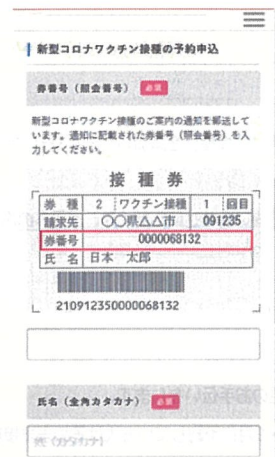 新型コロナワクチン接種の予約申込
券番号（照会番号） 必須
新型コロナワクチン接種のご案内の通知を郵送して
います。通知に記載された券番号（照会番号）を入
力してください。
接種券
券 種 2 ワクチン接種 1 回目
請求先 〇〇県△△市 091235
券番号 0000068132
氏 名 日本 太郎
210912350000068132
氏名（全角カタカナ） 必須
姓（カタカナ）